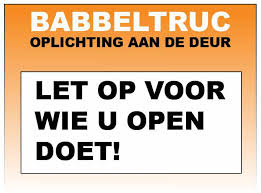 BABBELTRUC
OPLICHTING AAN DE DEUR
LET OP VOOR
WIE U OPEN
DOET!